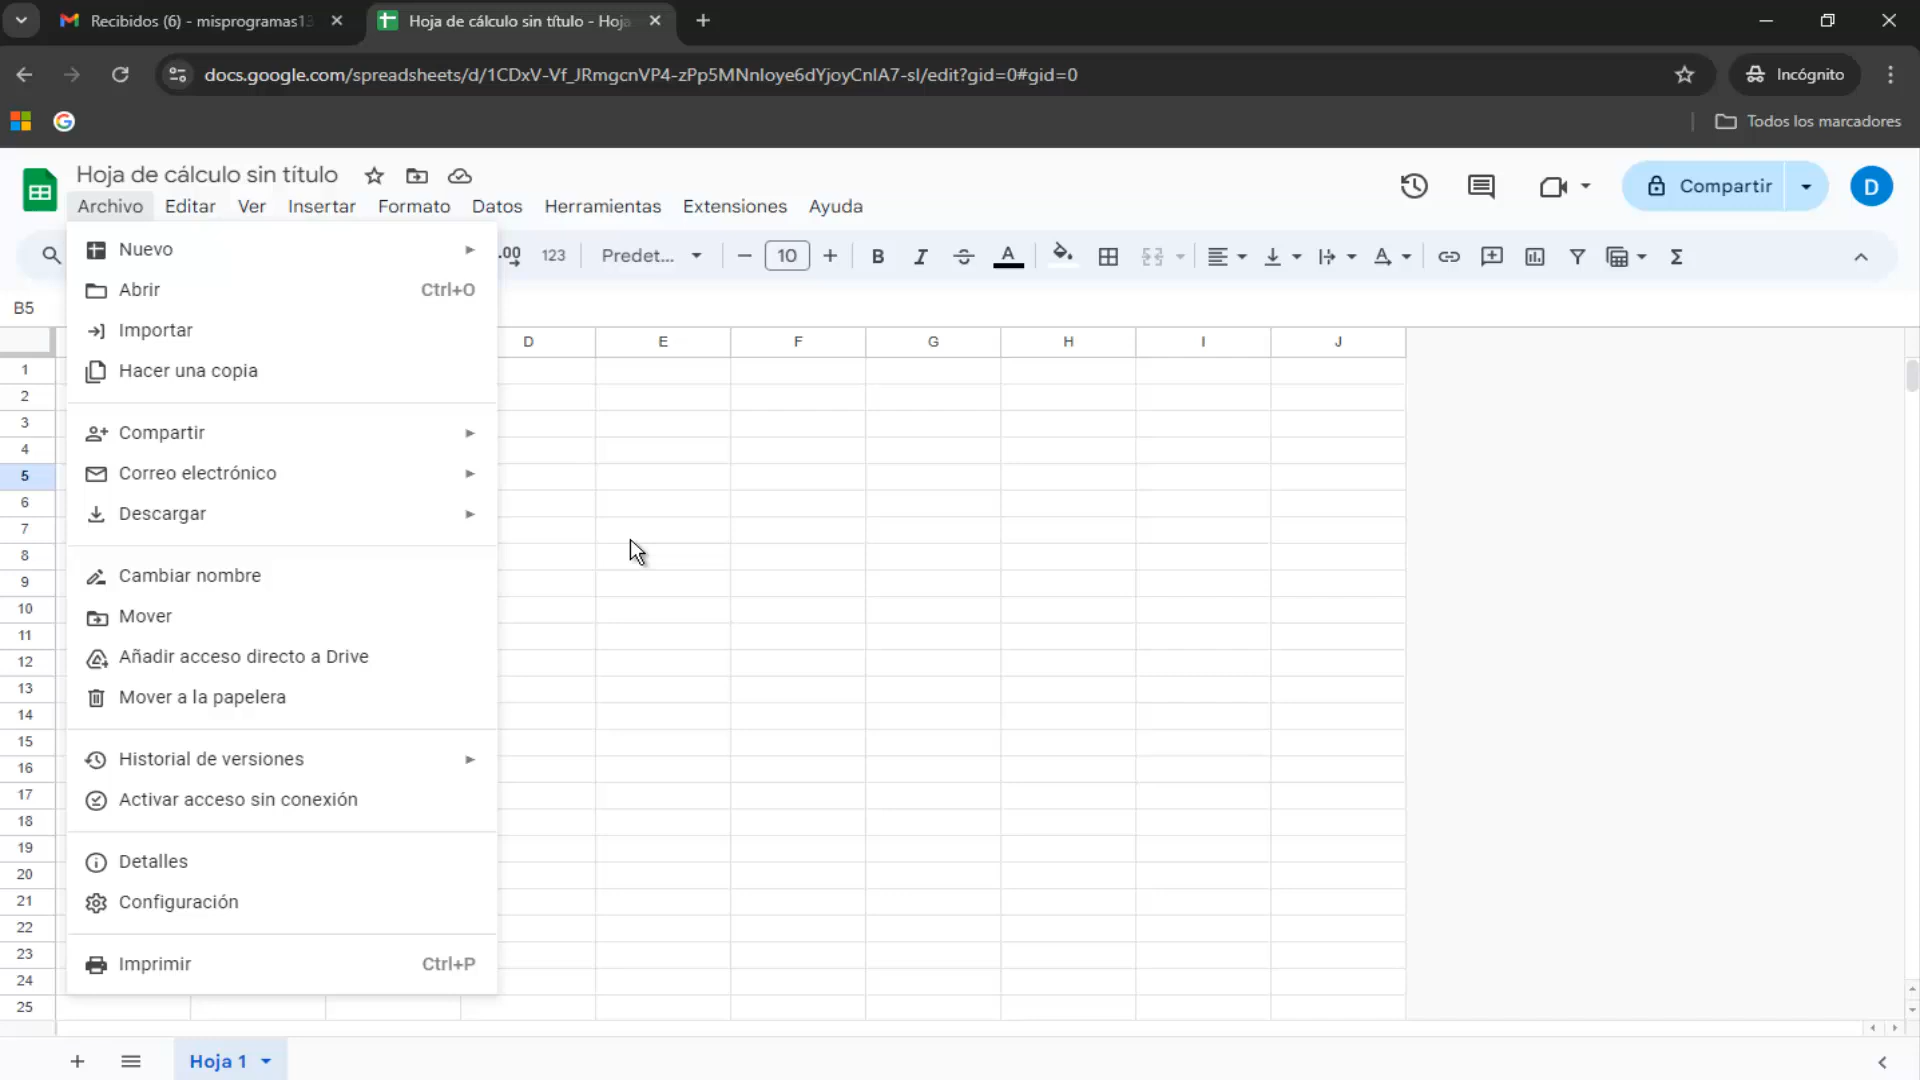 Recibidos (6) - misprogramas13
Hoja de cálculo sin título - Hoja
docs.google.com/spreadsheets/d/1CDxV-Vf_JRmgcnVP4-zPp5MNnloye6dYjoyCnlA7-sI/edit?gid=0#gid=0
Incógnito
Todos los marcadores
Hoja de cálculo sin título
Compartir
D
Archivo Editar Ver Insertar Formato Datos Herramientas Extensiones Ayuda
.00 123 Predet... 10 B I A A Σ
B5
Nuevo
Abrir Ctrl+O
Importar
Hacer una copia
Compartir
Correo electrónico
Descargar
Cambiar nombre
Mover
Añadir acceso directo a Drive
Mover a la papelera
Historial de versiones
Activar acceso sin conexión
Detalles
Configuración
Imprimir Ctrl+P
D E F G H I J
1
2
3
4
5
6
7
8
9
10
11
12
13
14
15
16
17
18
19
20
21
22
23
24
25
Hoja 1